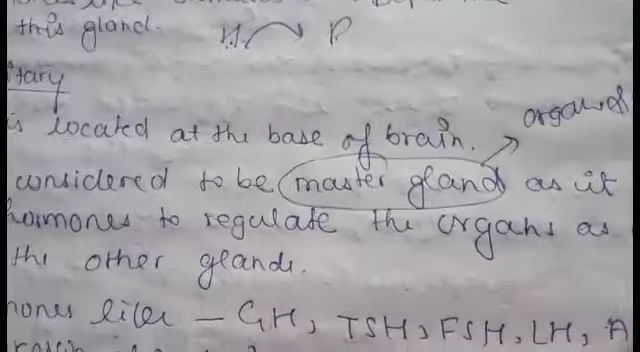 this gland. H P
tary
is located at the base of brain.
considered to be master gland as it
hormones to regulate the organs as
the other glands.
mones like - GH, TSH, FSH, LH, A